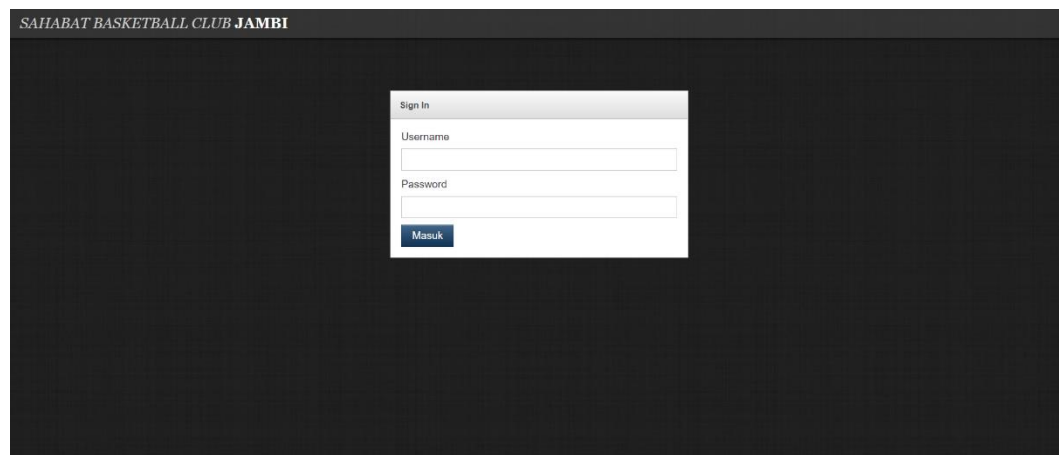 SAHABAT BASKETBALL CLUB JAMBI
Sign In
Username
Password
Masuk